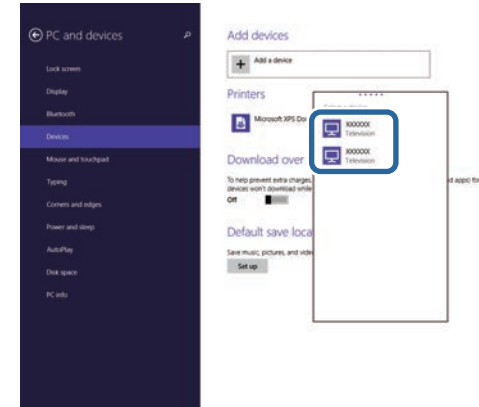 PC and devices
Lock screen
Display
Bluetooth
Devices
Mouse and touchpad
Typing
Corners and edges
Power and sleep
AutoPlay
Disk space
PC info
Add devices
+ Add a device
Printers
Microsoft XPS Do
XXXXXX
Television
XXXXXX
Television
Download over
To help prevent extra charges, d apps) for
devices won't download while
Off
Default save loca
Save music, pictures, and vide
Set up